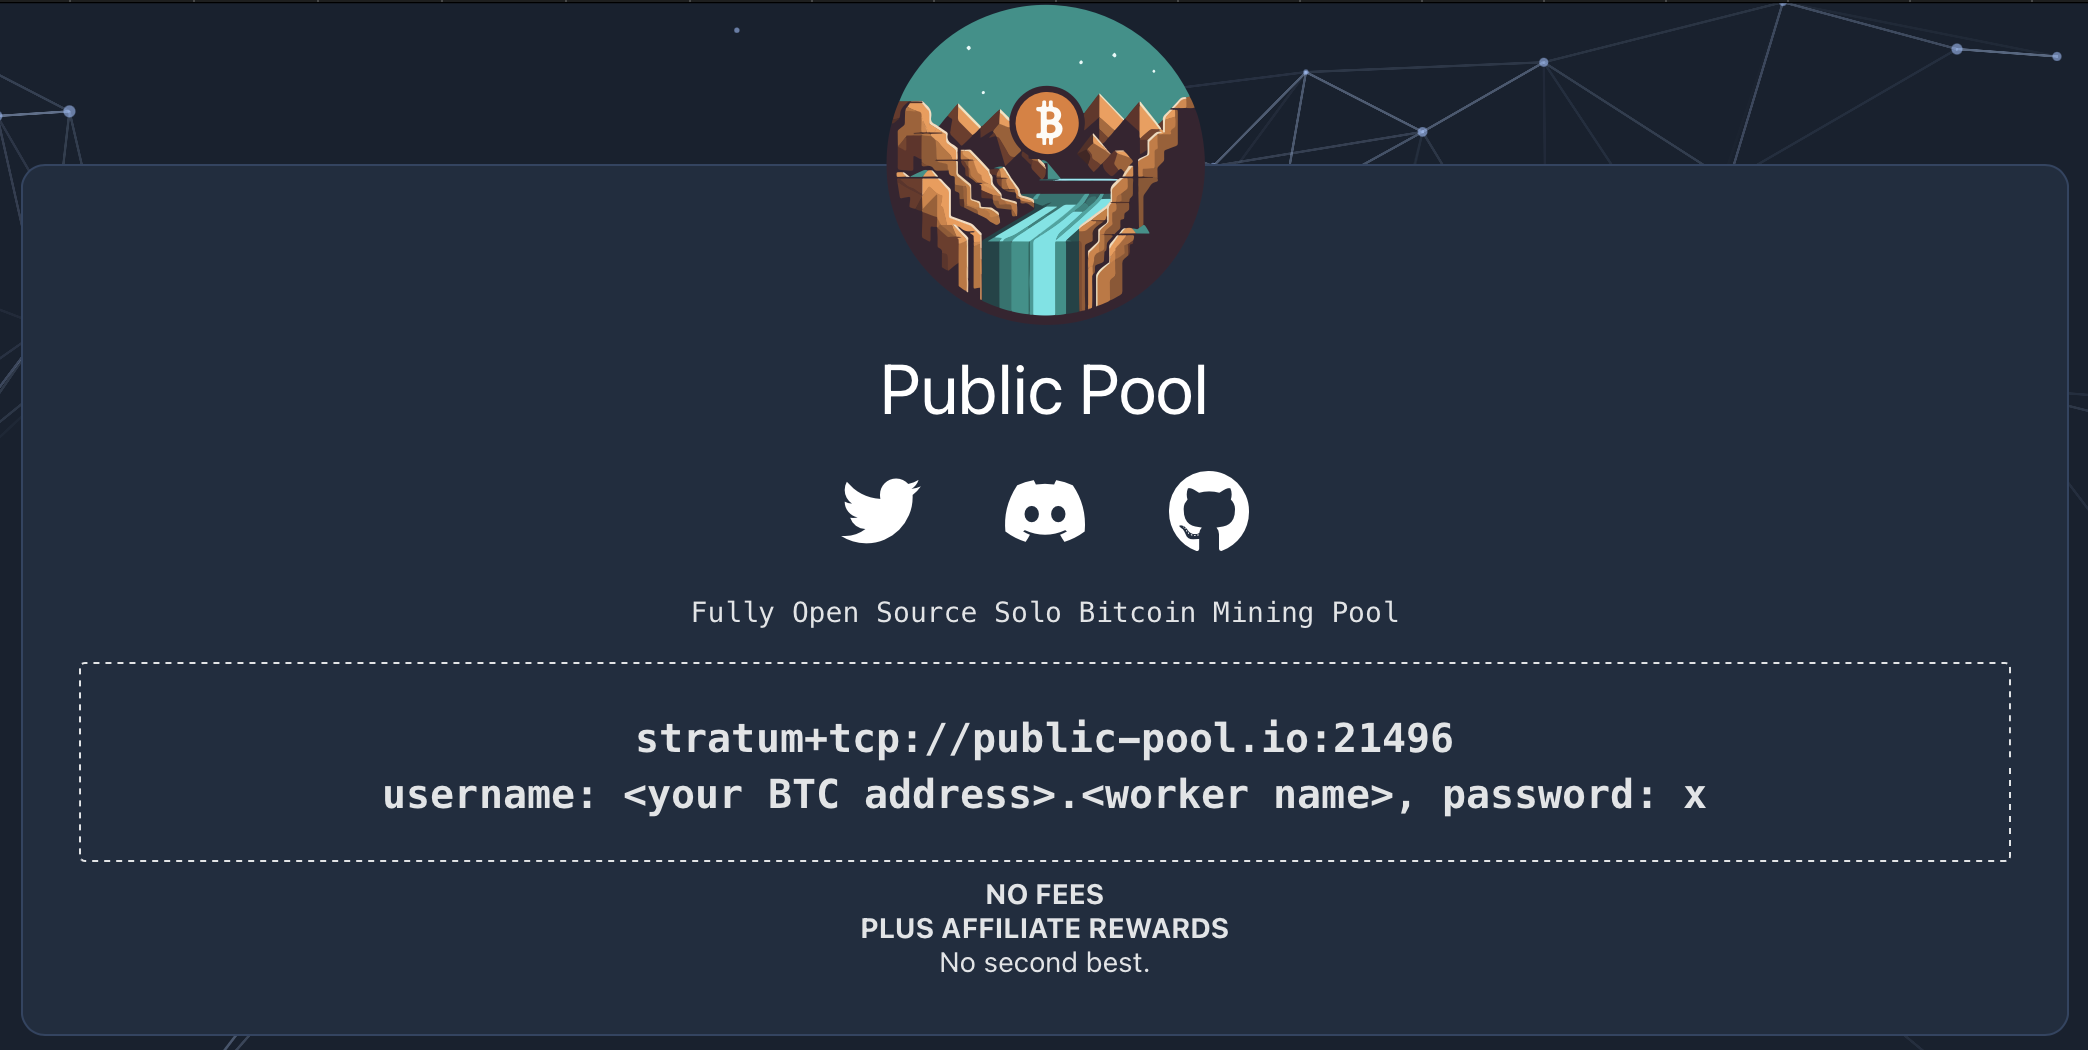 Public Pool
Fully Open Source Solo Bitcoin Mining Pool
stratum+tcp://public-pool.io:21496
username: <your BTC address>.<worker name>, password: x
NO FEES
PLUS AFFILIATE REWARDS
No second best.